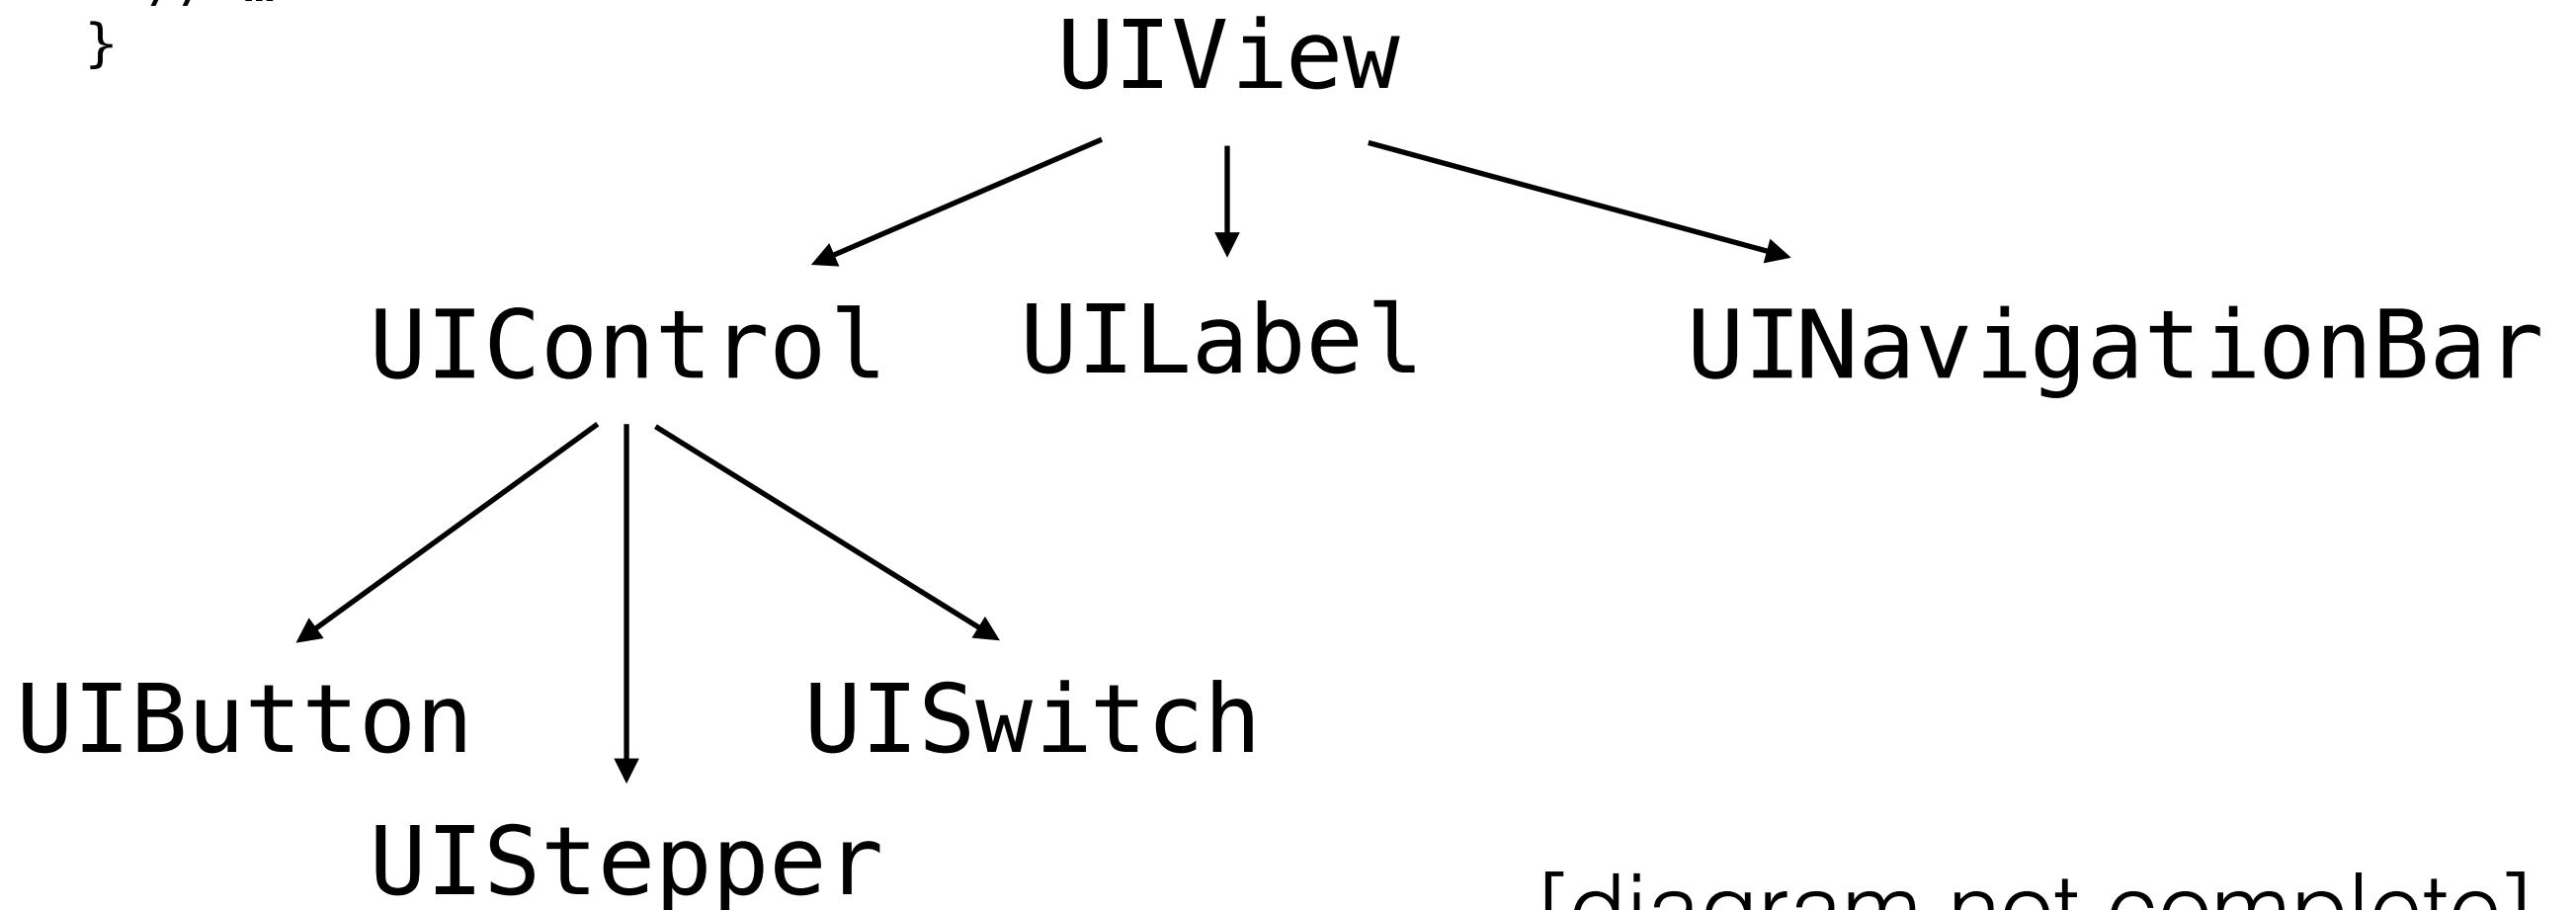 }
UIView
UIControl UILabel UINavigationBar
UIButton UISwitch
UIStepper
[diagram not complete]